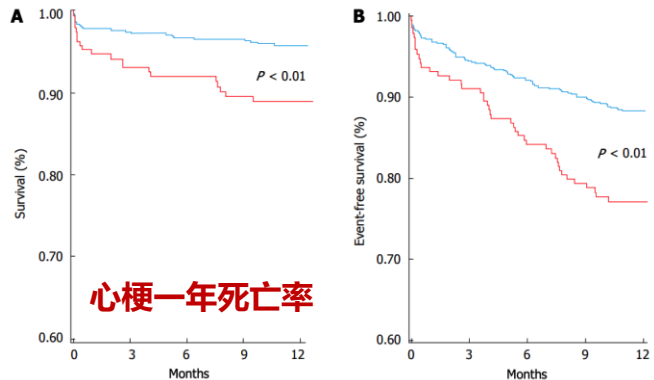 A
1.00
0.90
0.80
0.70
0.60
Survival (%)
P < 0.01
心梗一年死亡率
0 3 6 9 12
Months
B
1.00
0.90
0.80
0.70
0.60
Event-free survival (%)
P < 0.01
0 3 6 9 12
Months